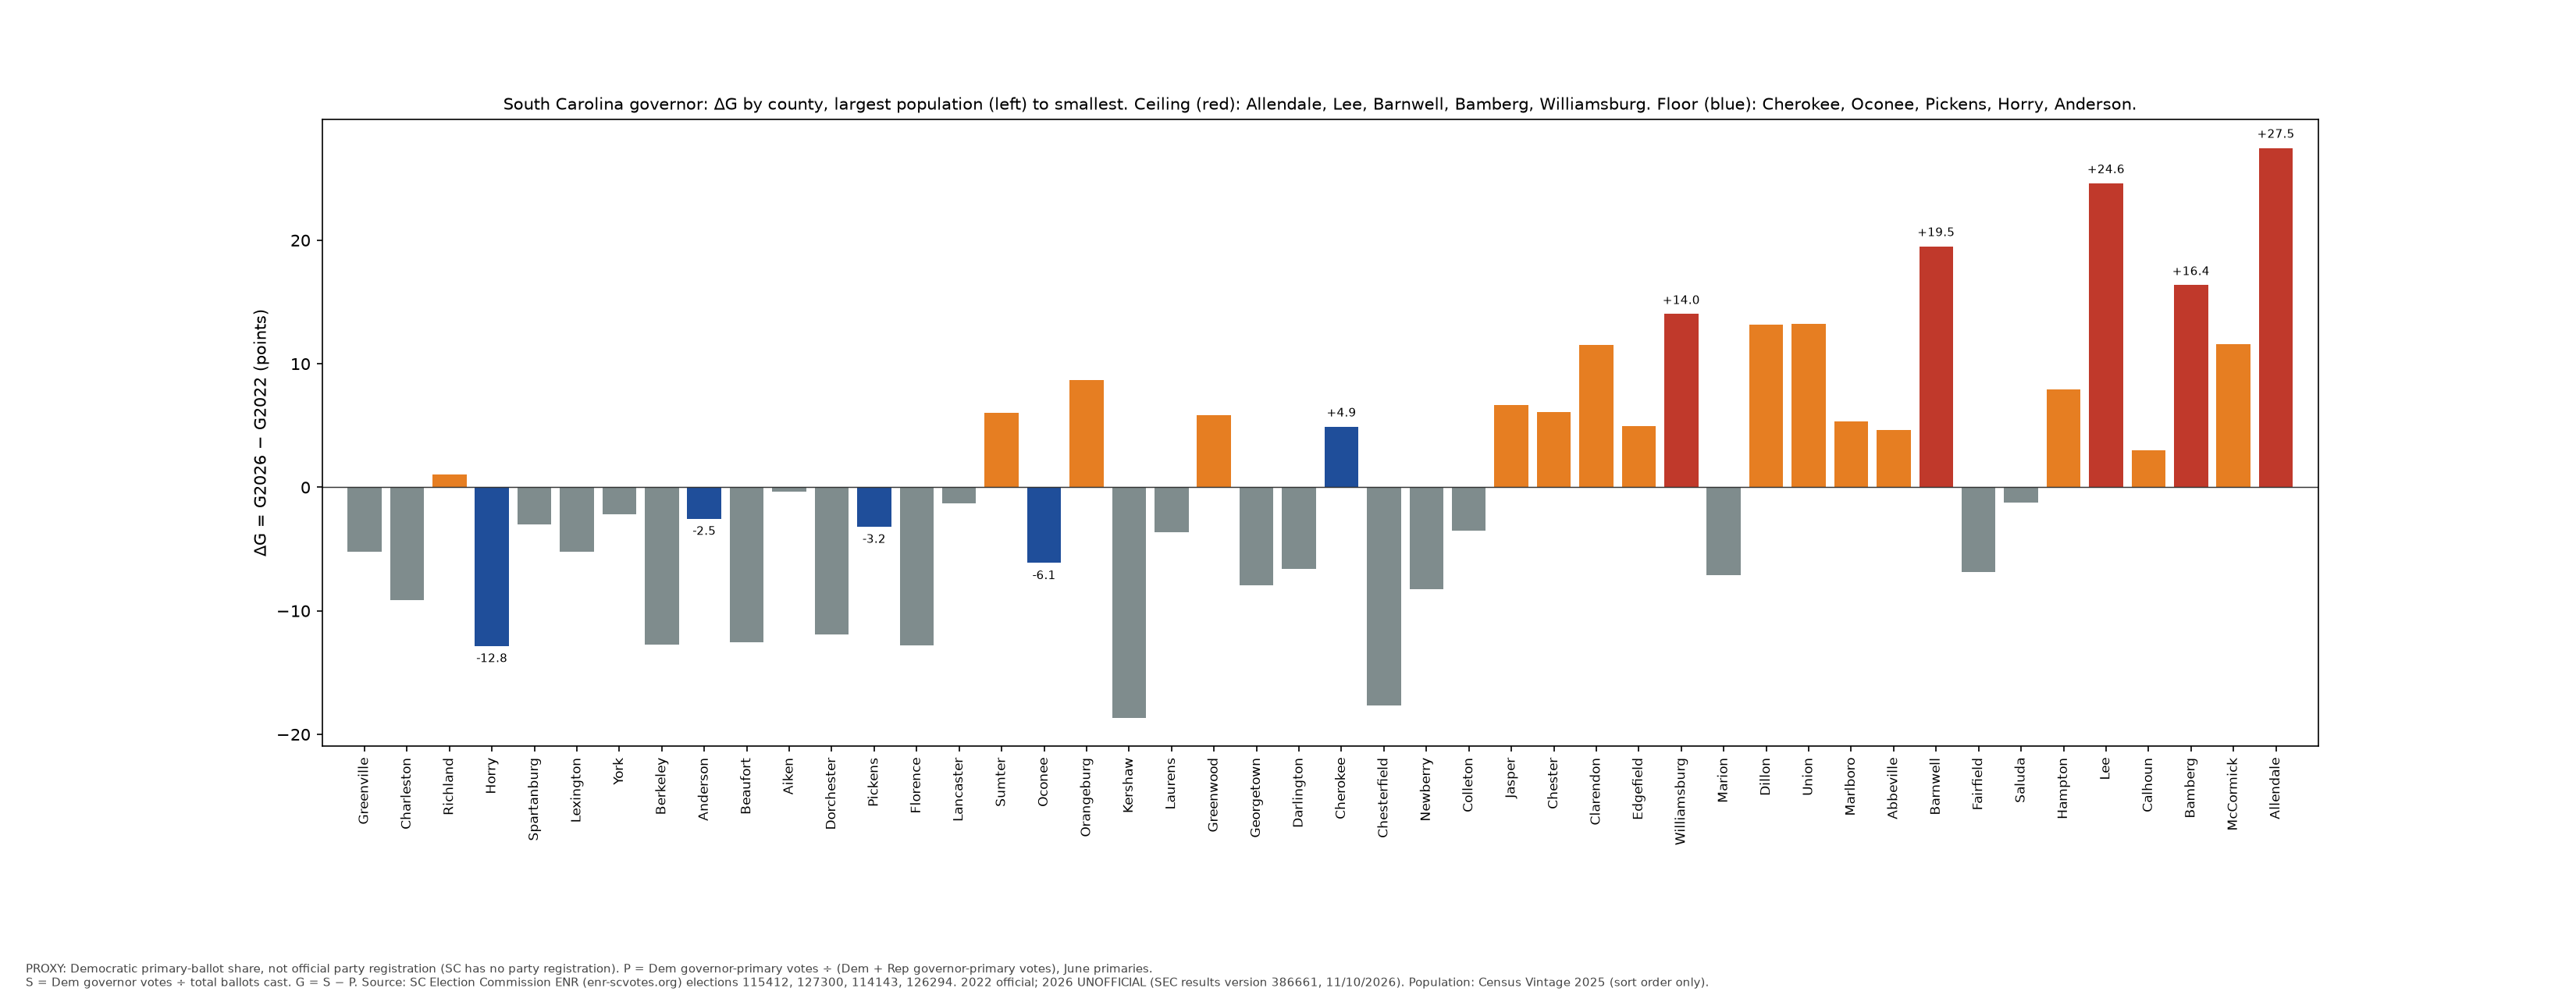 South Carolina governor: ΔG by county, largest population (left) to smallest. Ceiling (red): Allendale, Lee, Barnwell, Bamberg, Williamsburg. Floor (blue): Cherokee, Oconee, Pickens, Horry, Anderson.
ΔG = G2026 − G2022 (points)
20
10
0
−10
−20
-12.8
-2.5
-3.2
-6.1
+4.9
+14.0
+19.5
+24.6
+16.4
+27.5
Greenville
Charleston
Richland
Horry
Spartanburg
Lexington
York
Berkeley
Anderson
Beaufort
Aiken
Dorchester
Pickens
Florence
Lancaster
Sumter
Oconee
Orangeburg
Kershaw
Laurens
Greenwood
Georgetown
Darlington
Cherokee
Chesterfield
Newberry
Colleton
Jasper
Chester
Clarendon
Edgefield
Williamsburg
Marion
Dillon
Union
Marlboro
Abbeville
Barnwell
Fairfield
Saluda
Hampton
Lee
Calhoun
Bamberg
McCormick
Allendale
PROXY: Democratic primary-ballot share, not official party registration (SC has no party registration). P = Dem governor-primary votes ÷ (Dem + Rep governor-primary votes), June primaries.
S = Dem governor votes ÷ total ballots cast. G = S − P. Source: SC Election Commission ENR (enr-scvotes.org) elections 115412, 127300, 114143, 126294. 2022 official; 2026 UNOFFICIAL (SEC results version 386661, 11/10/2026). Population: Census Vintage 2025 (sort order only).